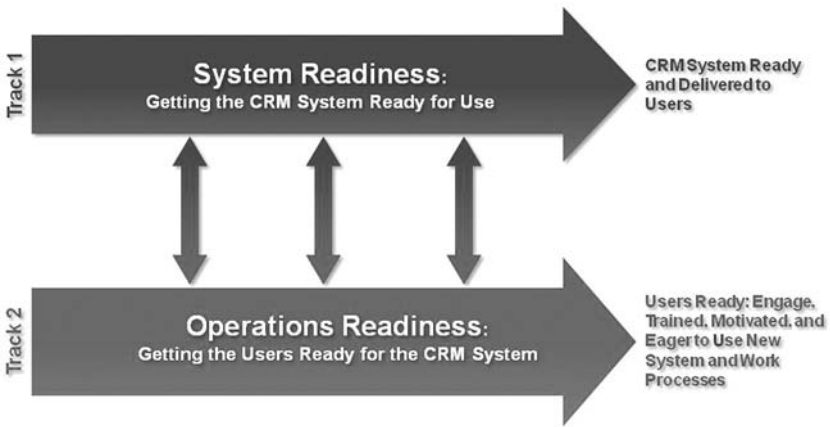 Track 1
System Readiness:
Getting the CRM System Ready for Use
CRM System Ready
and Delivered to
Users
Track 2
Operations Readiness:
Getting the Users Ready for the CRM System
Users Ready: Engage,
Trained, Motivated, and
Eager to Use New
System and Work
Processes